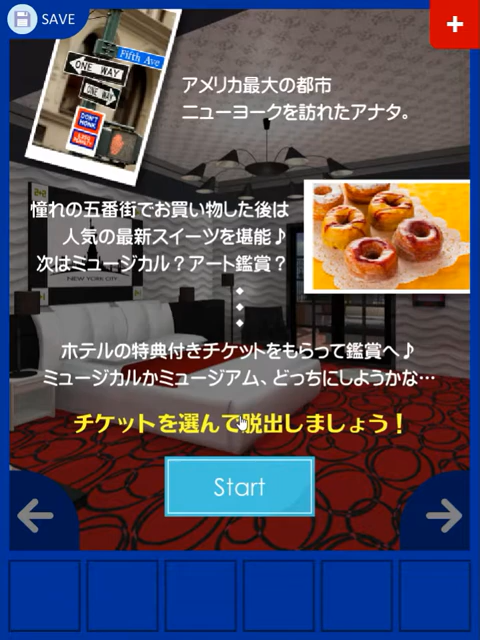 SAVE
+
Fifth Ave
ONE WAY
ONE WAY
DON'T
HONK
アメリカ最大の都市
ニューヨークを訪れたアナタ。
憧れの五番街でお買い物した後は
人気の最新スイーツを堪能♪
次はミュージカル?アート鑑賞?
NEW YORK CITY
ホテルの特典付きチケットをもらって鑑賞へ♪
ミュージカルかミュージアム、どっちにしようかな…
チケットを選んで脱出しましょう!
Start